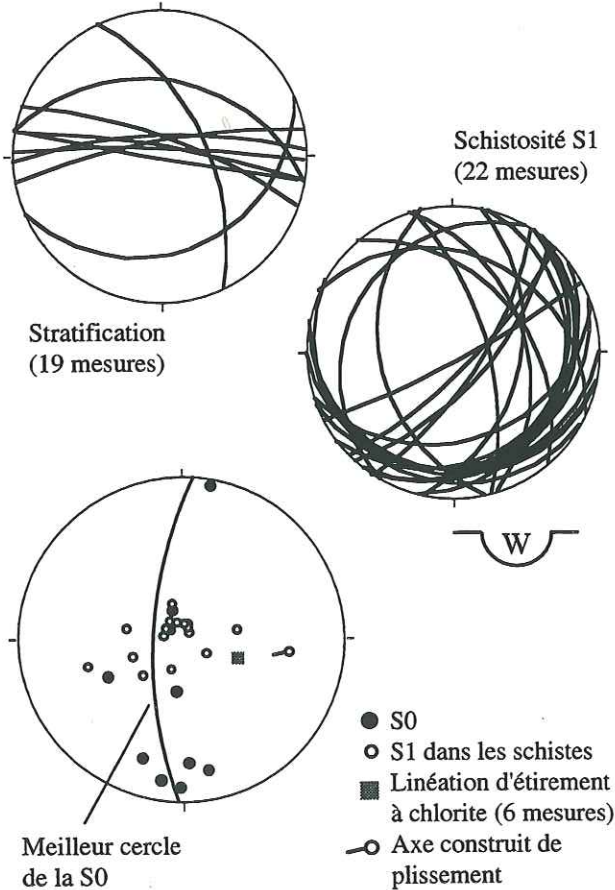 Schistosité S1
(22 mesures)
Stratification
(19 mesures)
W
S0
S1 dans les schistes
Linéation d'étirement
à chlorite (6 mesures)
Axe construit de
plissement
Meilleur cercle
de la S0